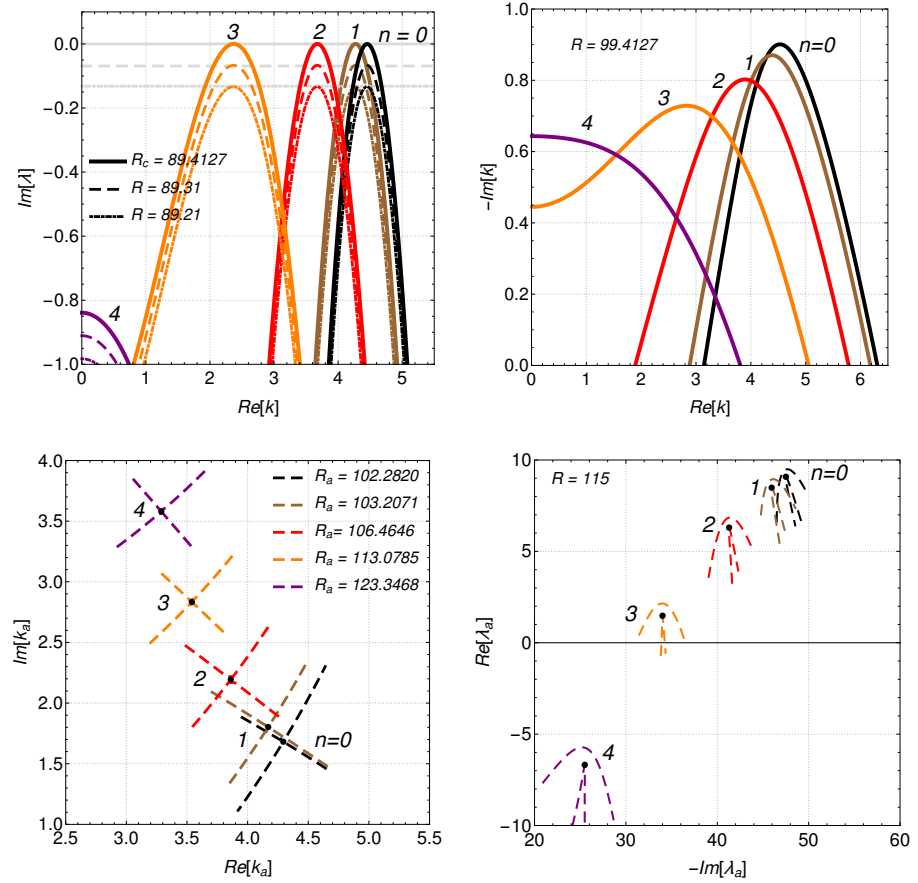 3 2 1 n = 0
0.0
−0.2
−0.4
−0.6
−0.8
−1.0
Im[λ]
R_c = 89.4127
R = 89.31
R = 89.21
4
0 1 2 3 4 5
Re[k]
R = 99.4127
n=0
1
2
3
4
1.0
0.8
0.6
0.4
0.2
0.0
−Im[k]
0 1 2 3 4 5 6
Re[k]
4.0
3.5
3.0
2.5
2.0
1.5
1.0
Im[k_a]
R_a = 102.2820
R_a = 103.2071
R_a = 106.4646
R_a = 113.0785
R_a = 123.3468
4
3
2
1 n=0
2.5 3.0 3.5 4.0 4.5 5.0 5.5
Re[k_a]
R = 115
n=0
1
2
3
4
10
5
0
−5
−10
Re[λ_a]
20 30 40 50 60
−Im[λ_a]